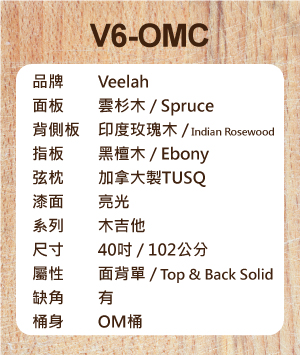 V6-OMC
品牌 Veelah
面板 雲杉木 / Spruce
背側板 印度玫瑰木 / Indian Rosewood
指板 黑檀木 / Ebony
弦枕 加拿大製TUSQ
漆面 亮光
系列 木吉他
尺寸 40吋 / 102公分
屬性 面背單 / Top & Back Solid
缺角 有
桶身 OM桶